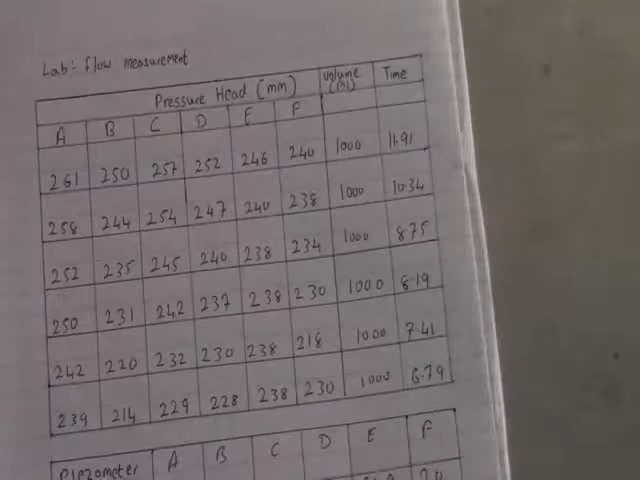 Lab: flow measurement
Pressure Head (mm) Volume (ml) Time
A B C D E F
261 250 257 252 246 240 1000 11.91
258 244 254 247 240 238 1000 10.34
252 235 245 240 238 234 1000 8.75
250 231 242 237 238 230 1000 8.19
242 220 232 230 238 218 1000 7.41
239 214 229 228 238 230 1000 6.79
Piezometer A B C D E F